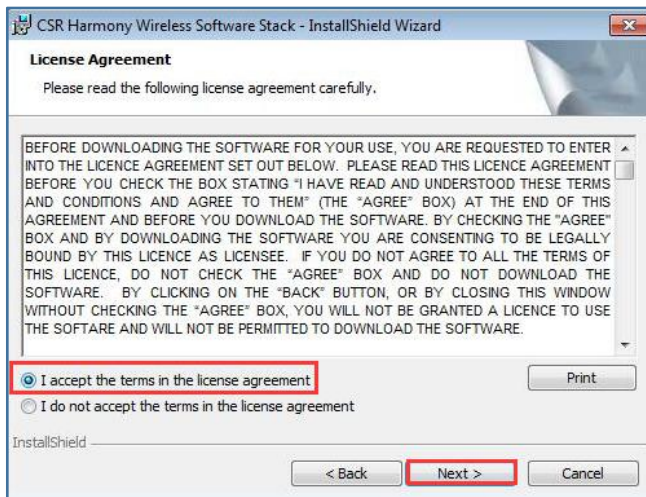 CSR Harmony Wireless Software Stack - InstallShield Wizard
License Agreement
Please read the following license agreement carefully.
BEFORE DOWNLOADING THE SOFTWARE FOR YOUR USE, YOU ARE REQUESTED TO ENTER
INTO THE LICENCE AGREEMENT SET OUT BELOW. PLEASE READ THIS LICENCE AGREEMENT
BEFORE YOU CHECK THE BOX STATING “I HAVE READ AND UNDERSTOOD THESE TERMS
AND CONDITIONS AND AGREE TO THEM” (THE “AGREE” BOX) AT THE END OF THIS
AGREEMENT AND BEFORE YOU DOWNLOAD THE SOFTWARE. BY CHECKING THE "AGREE"
BOX AND BY DOWNLOADING THE SOFTWARE YOU ARE CONSENTING TO BE LEGALLY
BOUND BY THIS LICENCE AS LICENSEE. IF YOU DO NOT AGREE TO ALL THE TERMS OF
THIS LICENCE, DO NOT CHECK THE “AGREE” BOX AND DO NOT DOWNLOAD THE
SOFTWARE. BY CLICKING ON THE “BACK” BUTTON, OR BY CLOSING THIS WINDOW
WITHOUT CHECKING THE “AGREE” BOX, YOU WILL NOT BE GRANTED A LICENCE TO USE
THE SOFTARE AND WILL NOT BE PERMITTED TO DOWNLOAD THE SOFTWARE.
I accept the terms in the license agreement
Print
I do not accept the terms in the license agreement
InstallShield
< Back Next > Cancel